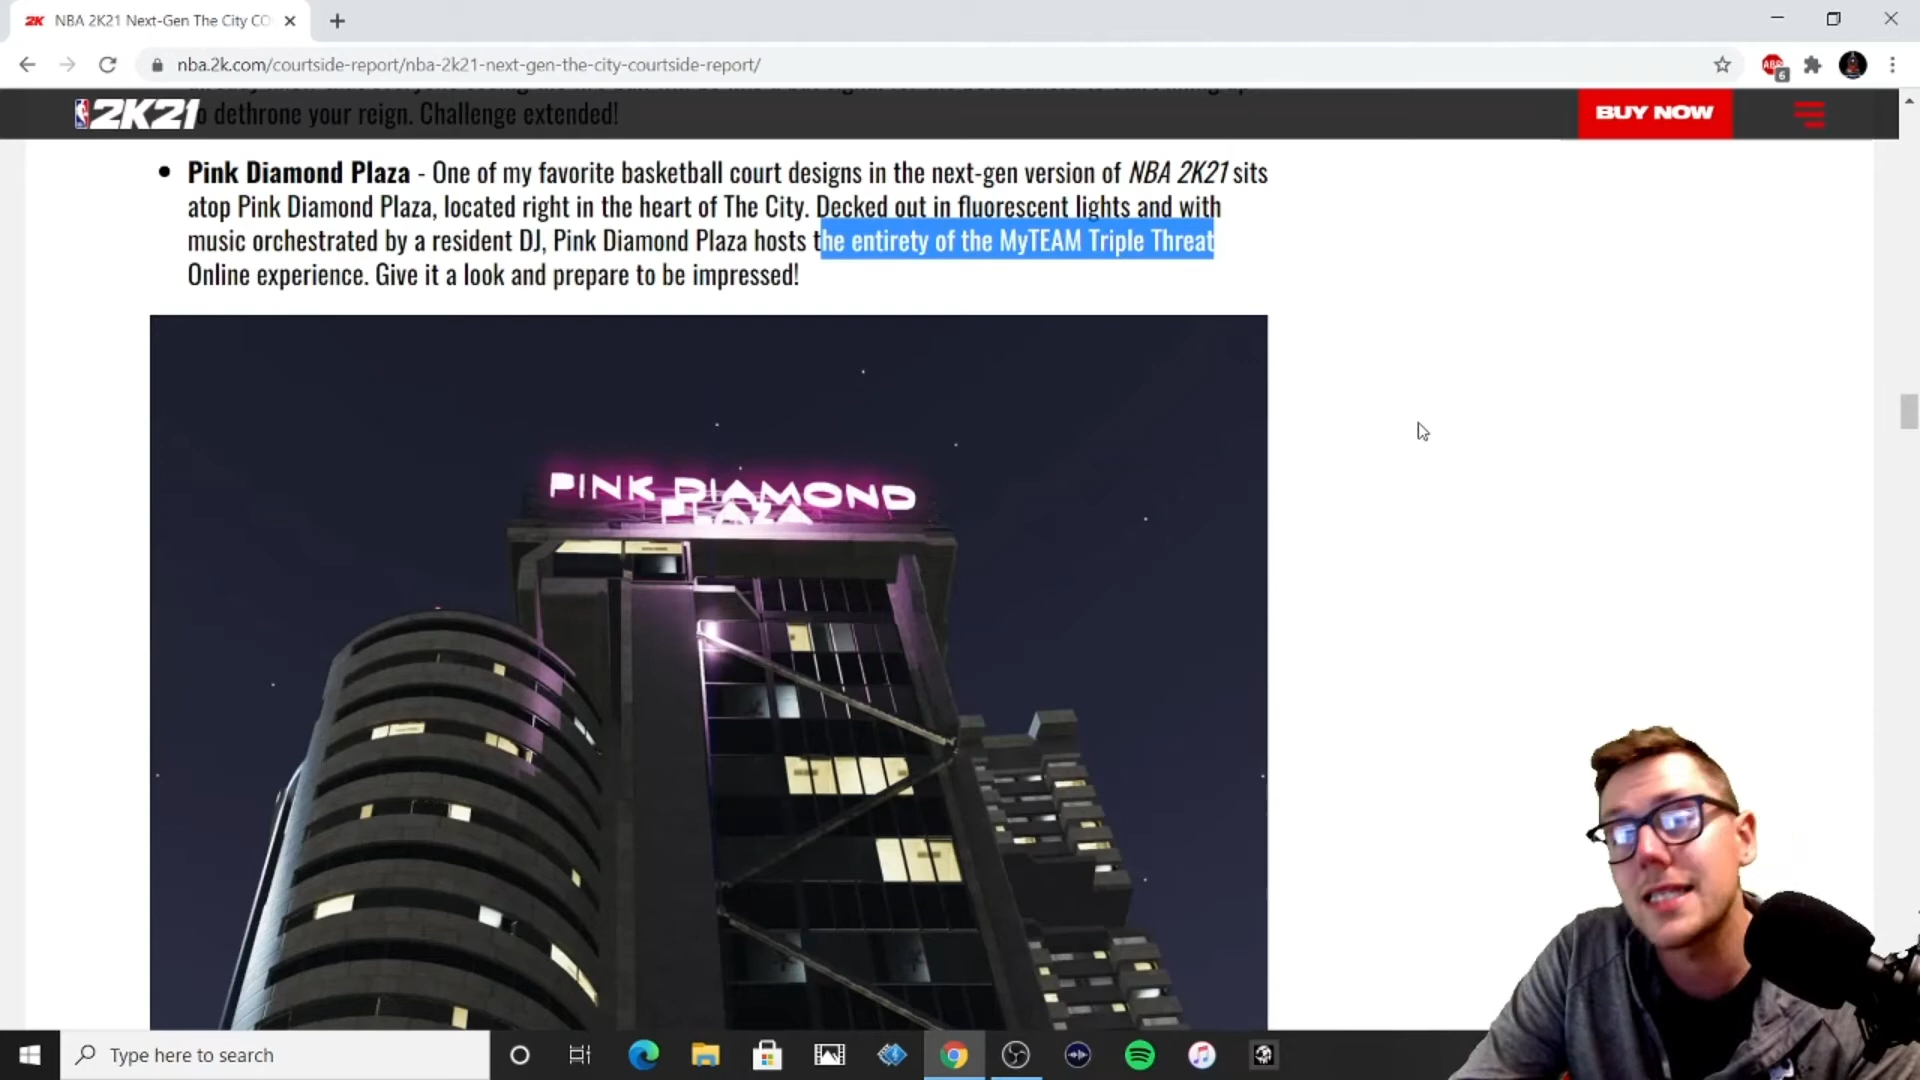 2K NBA 2K21 Next-Gen The City CO
nba.2k.com/courtside-report/nba-2k21-next-gen-the-city-courtside-report/
ABP
6
2K21
dethrone your reign. Challenge extended!
BUY NOW
Pink Diamond Plaza - One of my favorite basketball court designs in the next-gen version of NBA 2K21 sits
atop Pink Diamond Plaza, located right in the heart of The City. Decked out in fluorescent lights and with
music orchestrated by a resident DJ, Pink Diamond Plaza hosts the entirety of the MyTEAM Triple Threat
Online experience. Give it a look and prepare to be impressed!
PINK DIAMOND
PLAZA
Type here to search